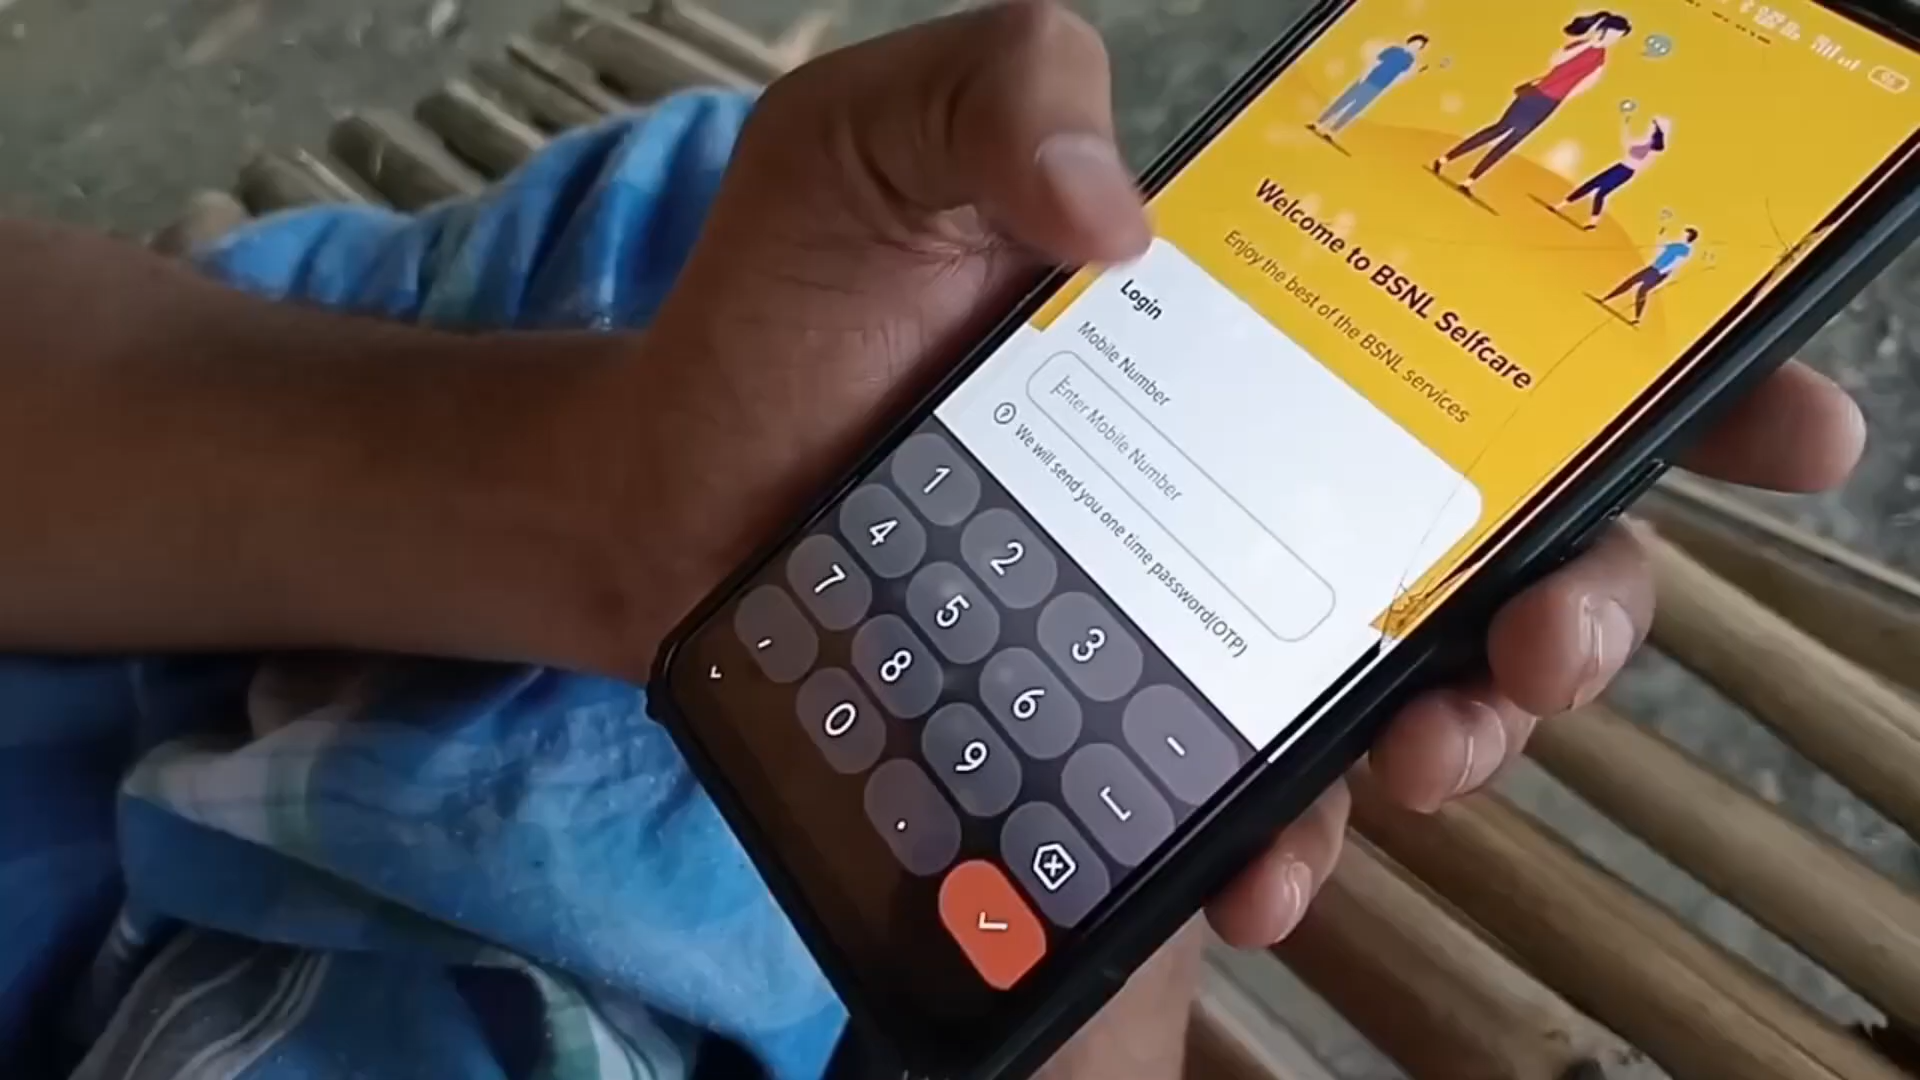 Welcome to BSNL Selfcare
Enjoy the best of the BSNL services
Login
Mobile Number
Enter Mobile Number
We will send you one time password(OTP)
1 2 3 -
4 5 6
7 8 9
, 0 .